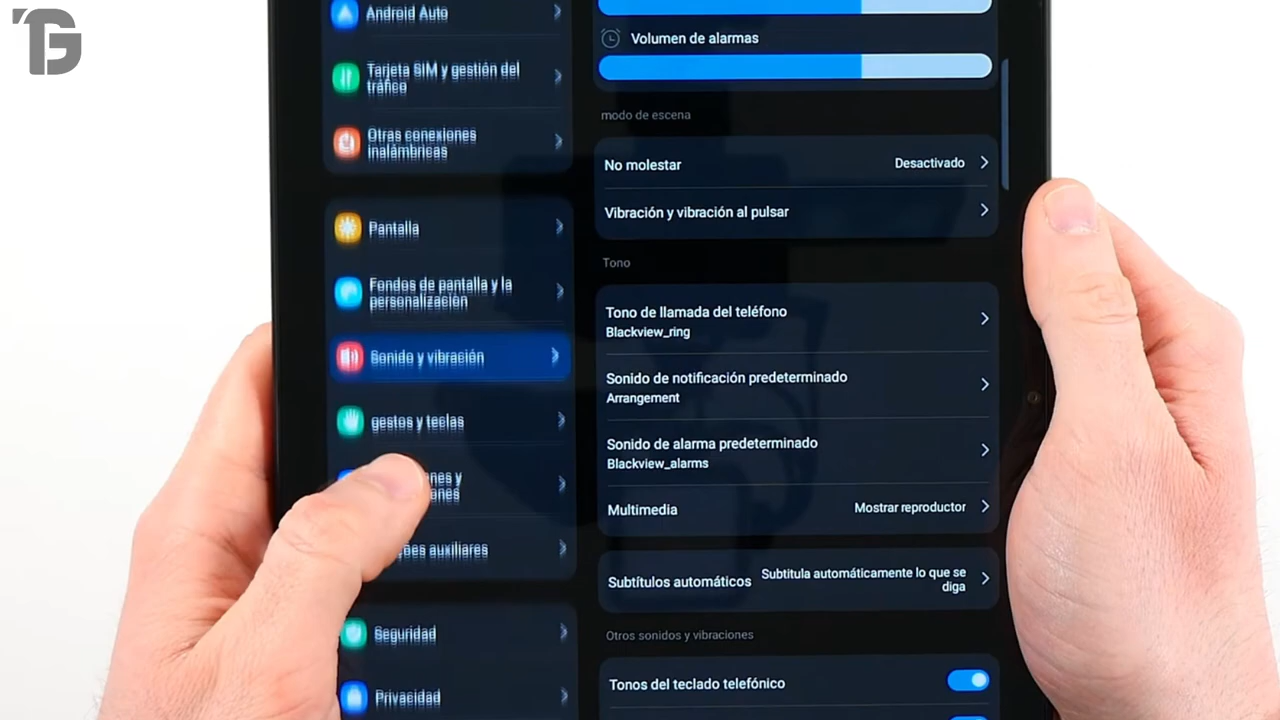 TG
Android Auto
Tarjeta SIM y gestión del
tráfico
Otras conexiones
inalámbricas
Pantalla
Fondos de pantalla y la
personalización
Sonido y vibración
gestos y teclas
y
auxiliares
Seguridad
Privacidad
Volumen de alarmas
modo de escena
No molestar
Desactivado
Vibración y vibración al pulsar
Tono
Tono de llamada del teléfono
Blackview_ring
Sonido de notificación predeterminado
Arrangement
Sonido de alarma predeterminado
Blackview_alarms
Multimedia
Mostrar reproductor
Subtítulos automáticos
Subtitula automáticamente lo que se
diga
Otros sonidos y vibraciones
Tonos del teclado telefónico